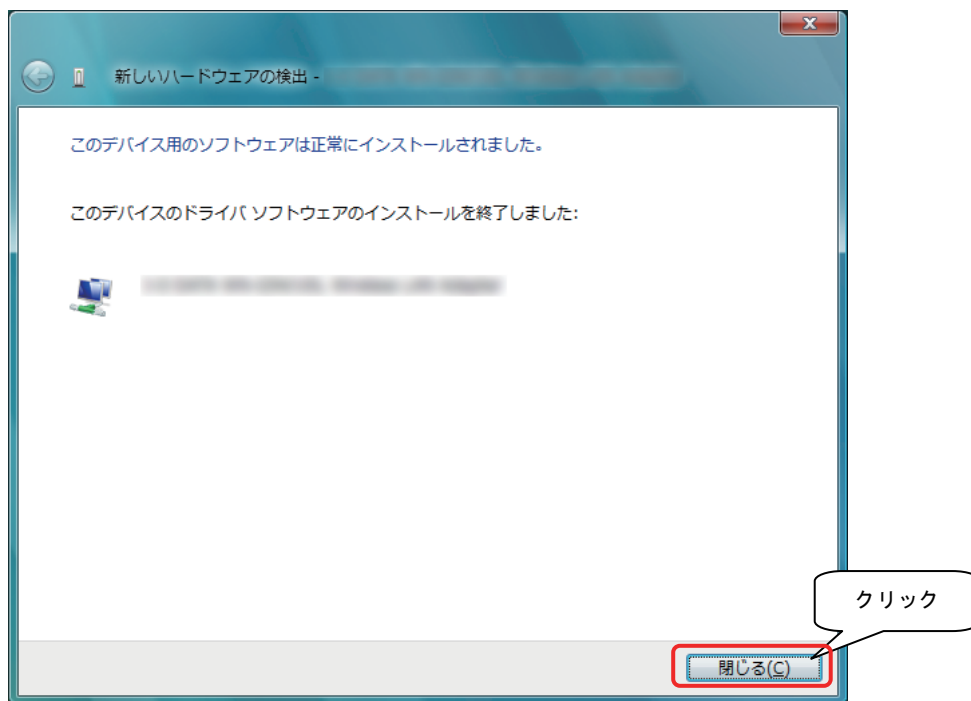 新しいハードウェアの検出 -
このデバイス用のソフトウェアは正常にインストールされました。
このデバイスのドライバ ソフトウェアのインストールを終了しました:
クリック
閉じる(C)